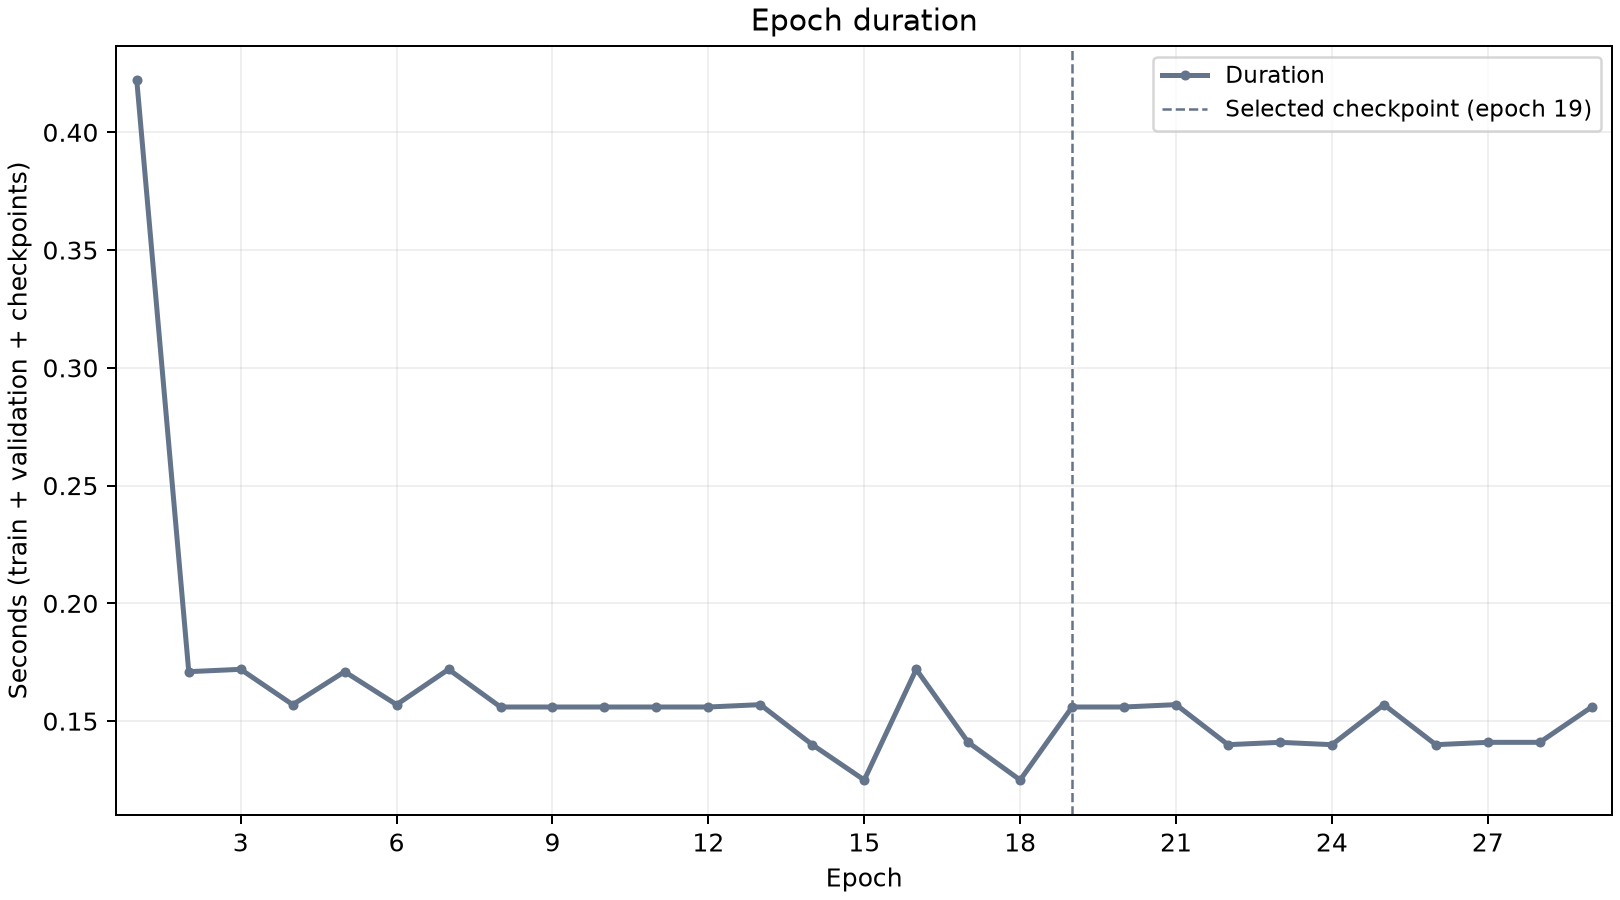 Epoch duration
Duration
Selected checkpoint (epoch 19)
Seconds (train + validation + checkpoints)
0.40
0.35
0.30
0.25
0.20
0.15
3 6 9 12 15 18 21 24 27
Epoch